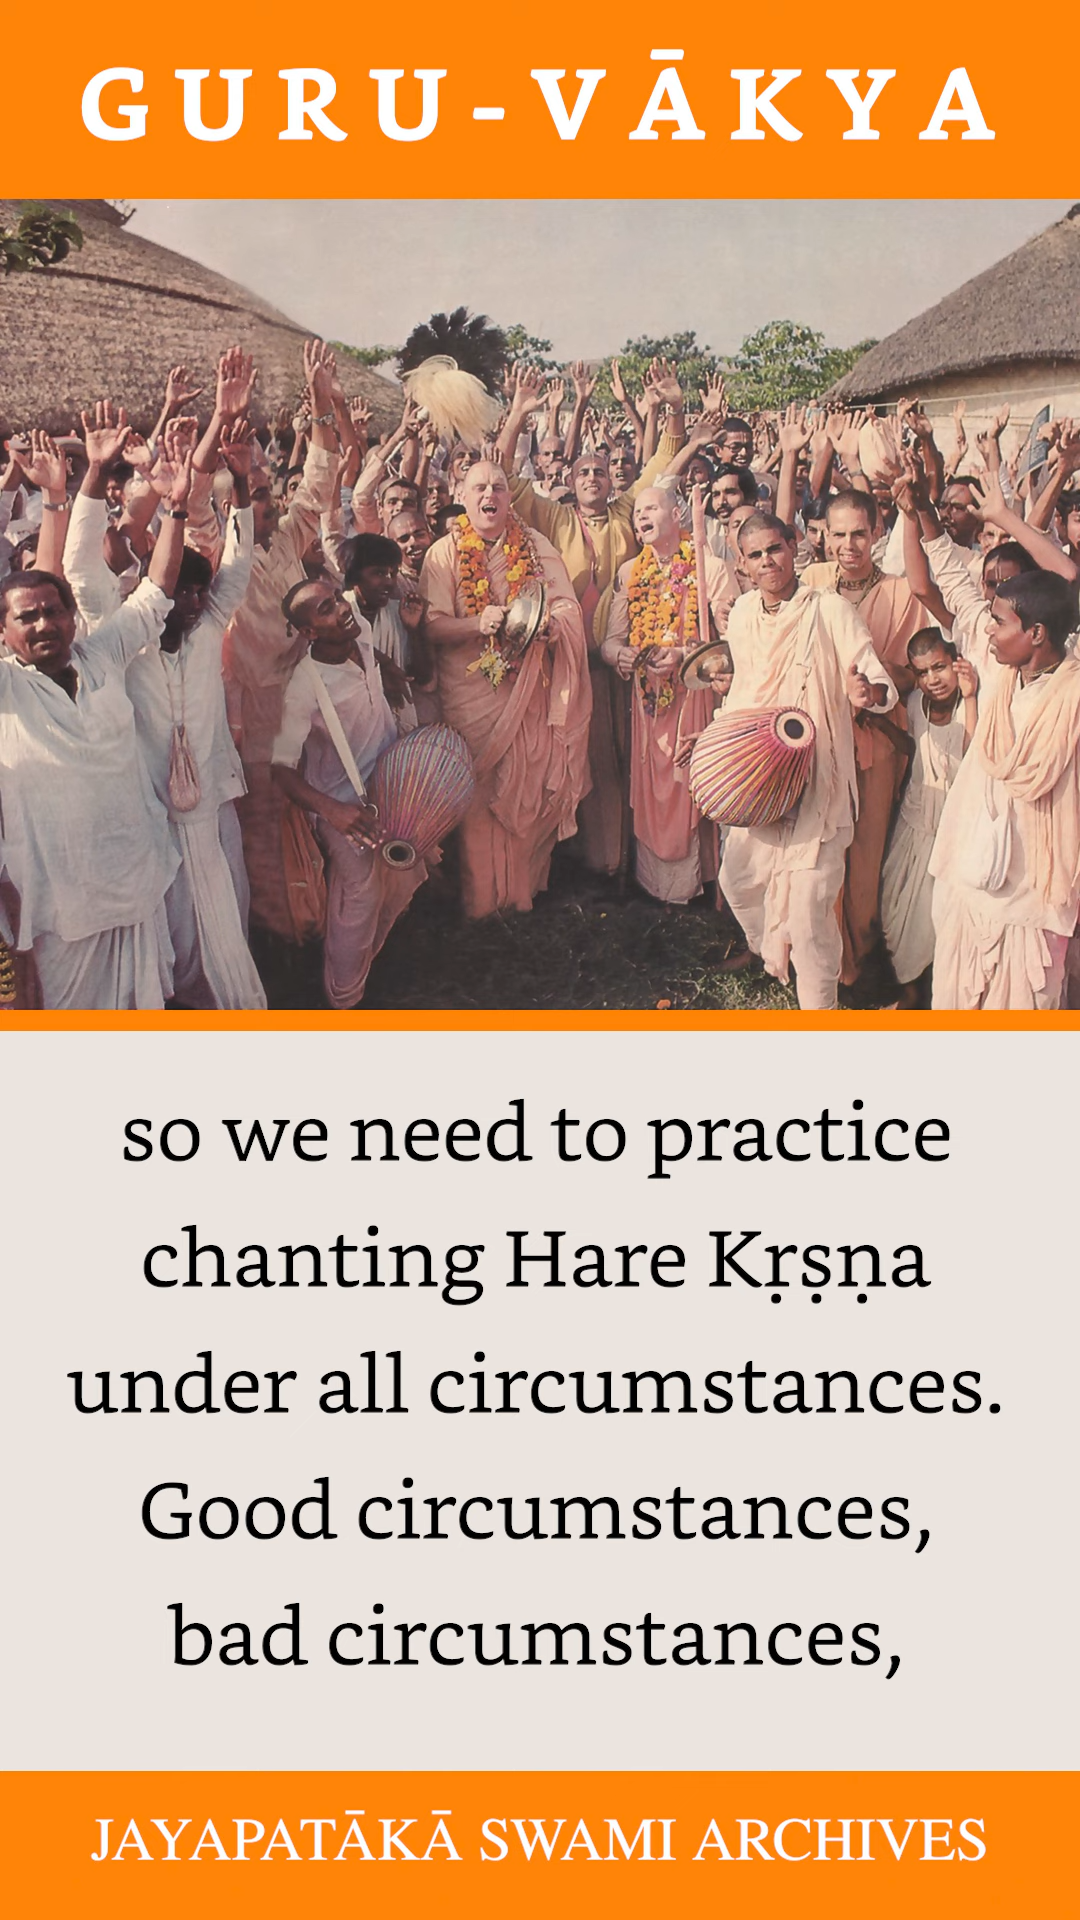 GURU-VĀKYA
so we need to practice
chanting Hare Kṛṣṇa
under all circumstances.
Good circumstances,
bad circumstances,
JAYAPATĀKĀ SWAMI ARCHIVES